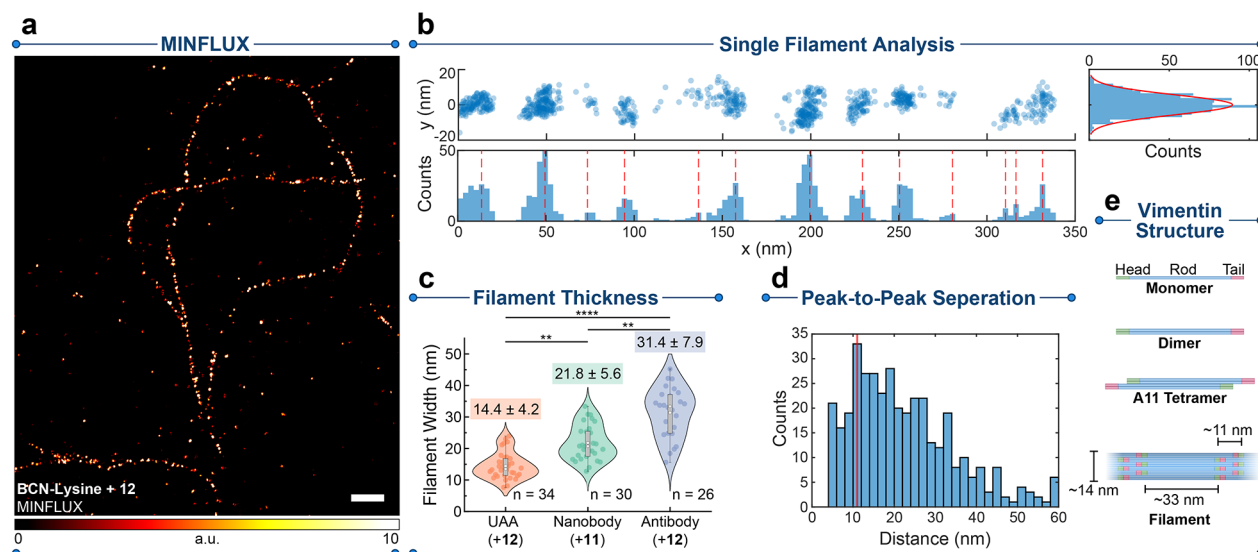 a
MINFLUX
BCN-Lysine + 12
MINFLUX
0
a.u.
10
b
Single Filament Analysis
y (nm)
20
0
-20
Counts
50
0
0 50 100 150 200 250 300 350
x (nm)
0 50 100
Counts
c
Filament Thickness
Filament Width (nm)
50
40
30
20
10
0
****
** **
14.4 ± 4.2
21.8 ± 5.6
31.4 ± 7.9
n = 34 n = 30 n = 26
UAA Nanobody Antibody
(+12) (+11) (+12)
d
Peak-to-Peak Seperation
Counts
35
30
25
20
15
10
5
0
0 10 20 30 40 50 60
Distance (nm)
e
Vimentin
Structure
Head Rod Tail
Monomer
Dimer
A11 Tetramer
~11 nm
~14 nm
~33 nm
Filament